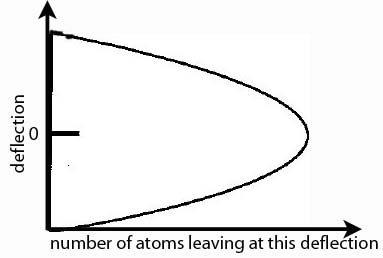 deflection
0
number of atoms leaving at this deflection